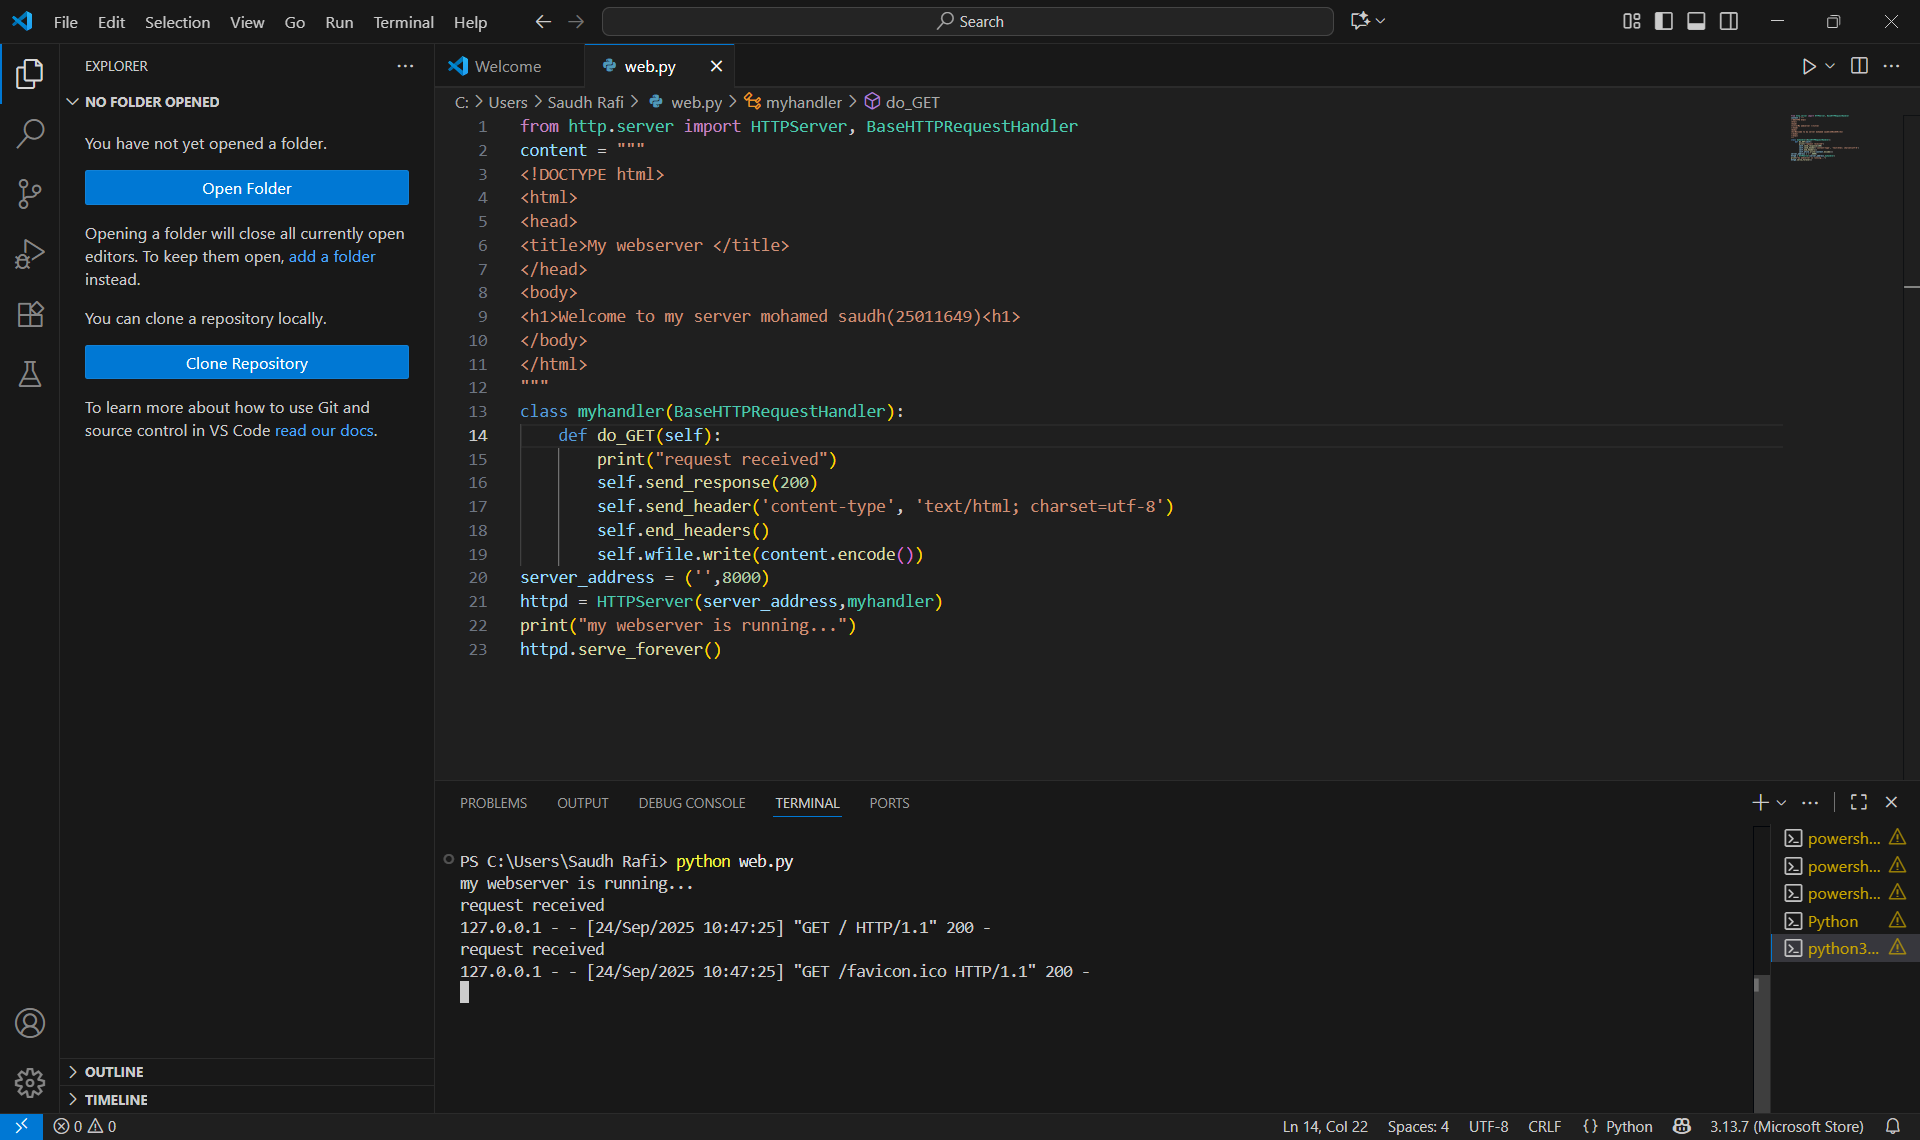 File Edit Selection View Go Run Terminal Help
Search
EXPLORER
NO FOLDER OPENED
You have not yet opened a folder.
Open Folder
Opening a folder will close all currently open
editors. To keep them open, add a folder
instead.
You can clone a repository locally.
Clone Repository
To learn more about how to use Git and
source control in VS Code read our docs.
OUTLINE
TIMELINE
Welcome
web.py
C: > Users > Saudh Rafi > web.py > myhandler > do_GET
1 from http.server import HTTPServer, BaseHTTPRequestHandler
2 content = """
3 <!DOCTYPE html>
4 <html>
5 <head>
6 <title>My webserver </title>
7 </head>
8 <body>
9 <h1>Welcome to my server mohamed saudh(25011649)<h1>
10 </body>
11 </html>
12 """
13 class myhandler(BaseHTTPRequestHandler):
14     def do_GET(self):
15         print("request received")
16         self.send_response(200)
17         self.send_header('content-type', 'text/html; charset=utf-8')
18         self.end_headers()
19         self.wfile.write(content.encode())
20 server_address = ('',8000)
21 httpd = HTTPServer(server_address,myhandler)
22 print("my webserver is running...")
23 httpd.serve_forever()
PROBLEMS OUTPUT DEBUG CONSOLE TERMINAL PORTS
PS C:\Users\Saudh Rafi> python web.py
my webserver is running...
request received
127.0.0.1 - - [24/Sep/2025 10:47:25] "GET / HTTP/1.1" 200 -
request received
127.0.0.1 - - [24/Sep/2025 10:47:25] "GET /favicon.ico HTTP/1.1" 200 -
powersh...
powersh...
powersh...
Python
python3...
0 0
Ln 14, Col 22 Spaces: 4 UTF-8 CRLF {} Python 3.13.7 (Microsoft Store)